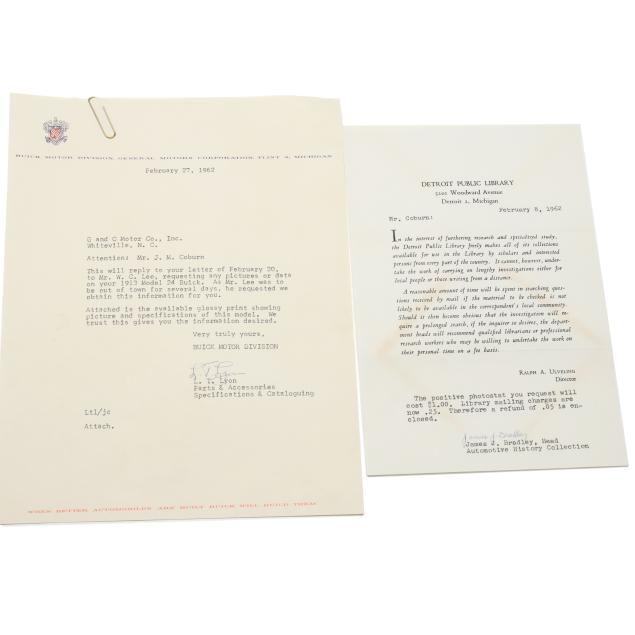 BUICK MOTOR DIVISION, GENERAL MOTORS CORPORATION, FLINT 2, MICHIGAN
February 27, 1962
G and C Motor Co., Inc.
Whiteville, N. C.
Attention: Mr. J. M. Coburn
This will reply to your letter of February 20,
to Mr. W. C. Lee, requesting any pictures or data
on your 1913 Model 24 Buick. As Mr. Lee was to
be out of town for several days, he requested we
obtain this information for you.
Attached is the available glossy print showing
picture and specifications of this model. We
trust this gives you the information desired.
Very truly yours,
BUICK MOTOR DIVISION
L. T. Lyon
Parts & Accessories
Specifications & Cataloguing
Ltl/jc
Attach.
WHEN BETTER AUTOMOBILES ARE BUILT BUICK WILL BUILD THEM
DETROIT PUBLIC LIBRARY
5201 Woodward Avenue
Detroit 2, Michigan
February 8, 1962
Mr. Coburn:
In the interest of furthering research and specialized study,
the Detroit Public Library freely makes all of its collections
available for use in the Library by scholars and interested
persons from every part of the country. It cannot, however, under-
take the work of carrying on lengthy investigations either for
local people or those writing from a distance.
A reasonable amount of time will be spent in searching ques-
tions received by mail if the material to be checked is not
likely to be available in the correspondent's local community.
Should it then become obvious that the investigation will re-
quire a prolonged search, if the inquirer so desires, the depart-
ment heads will recommend qualified librarians or professional
research workers who may be willing to undertake the work on
their personal time on a fee basis.
RALPH A. ULVELING
Director
The positive photostat you request will
cost $1.00. Library mailing charges are
now .25. Therefore a refund of .05 is en-
closed.
James J. Bradley
James J. Bradley, Head
Automotive History Collection